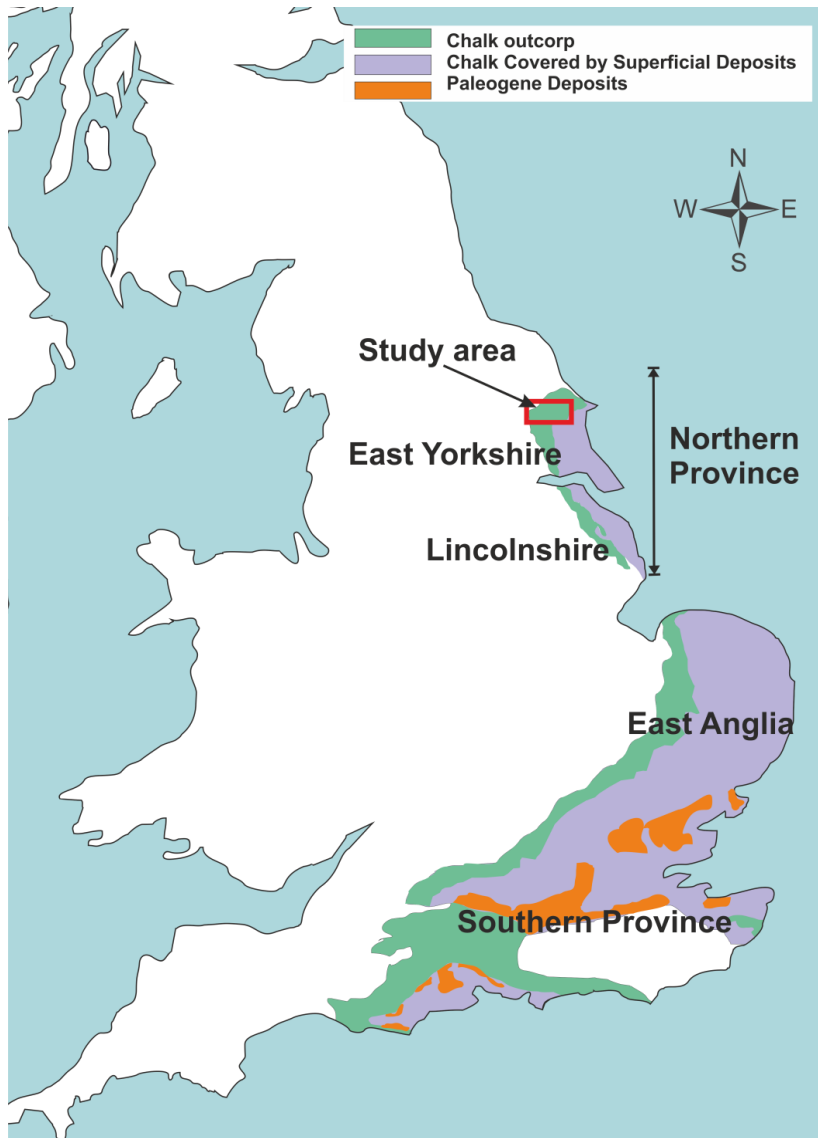 Chalk outcorp
Chalk Covered by Superficial Deposits
Paleogene Deposits
N
W E
S
Study area
Northern
Province
East Yorkshire
Lincolnshire
East Anglia
Southern Province